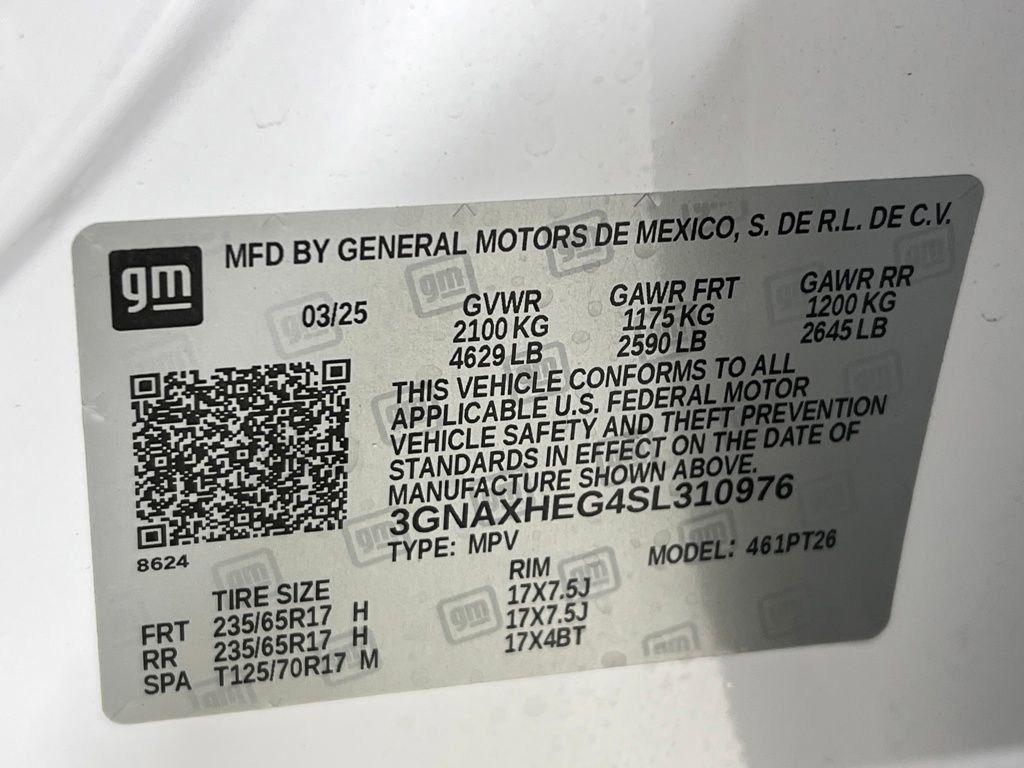 gm MFD BY GENERAL MOTORS DE MEXICO, S. DE R.L. DE C.V.
03/25 GVWR GAWR FRT GAWR RR
2100 KG 1175 KG 1200 KG
4629 LB 2590 LB 2645 LB
THIS VEHICLE CONFORMS TO ALL
APPLICABLE U.S. FEDERAL MOTOR
VEHICLE SAFETY AND THEFT PREVENTION
STANDARDS IN EFFECT ON THE DATE OF
MANUFACTURE SHOWN ABOVE.
3GNAXHEG4SL310976
8624 TYPE: MPV MODEL: 461PT26
TIRE SIZE RIM
FRT 235/65R17 H 17X7.5J
RR 235/65R17 H 17X7.5J
SPA T125/70R17 M 17X4BT